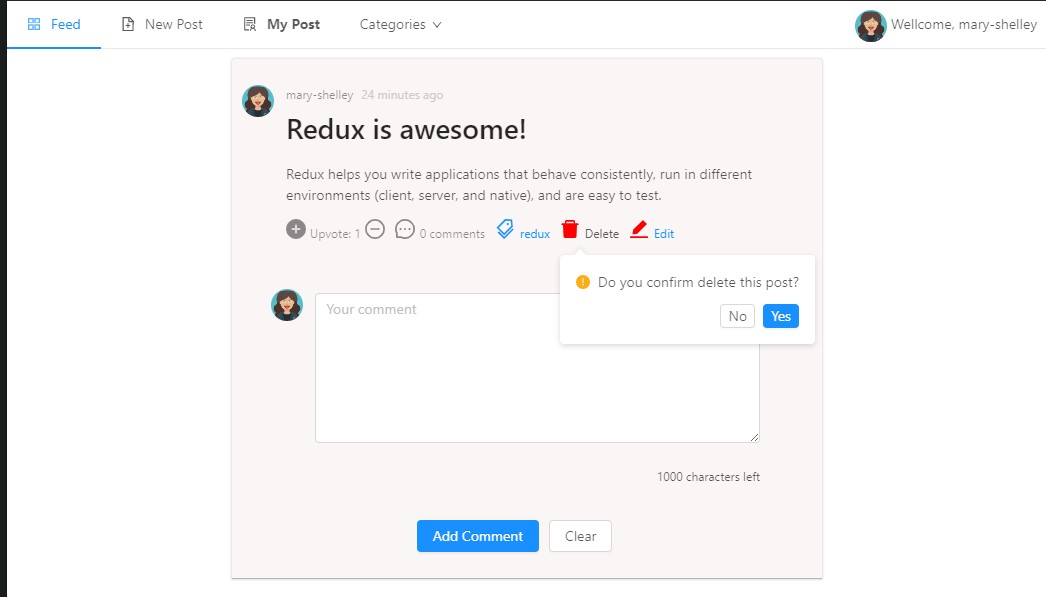 Feed New Post My Post Categories Wellcome, mary-shelley
mary-shelley 24 minutes ago
Redux is awesome!
Redux helps you write applications that behave consistently, run in different
environments (client, server, and native), and are easy to test.
Upvote: 1 0 comments redux Delete Edit
Do you confirm delete this post?
No Yes
Your comment
1000 characters left
Add Comment Clear